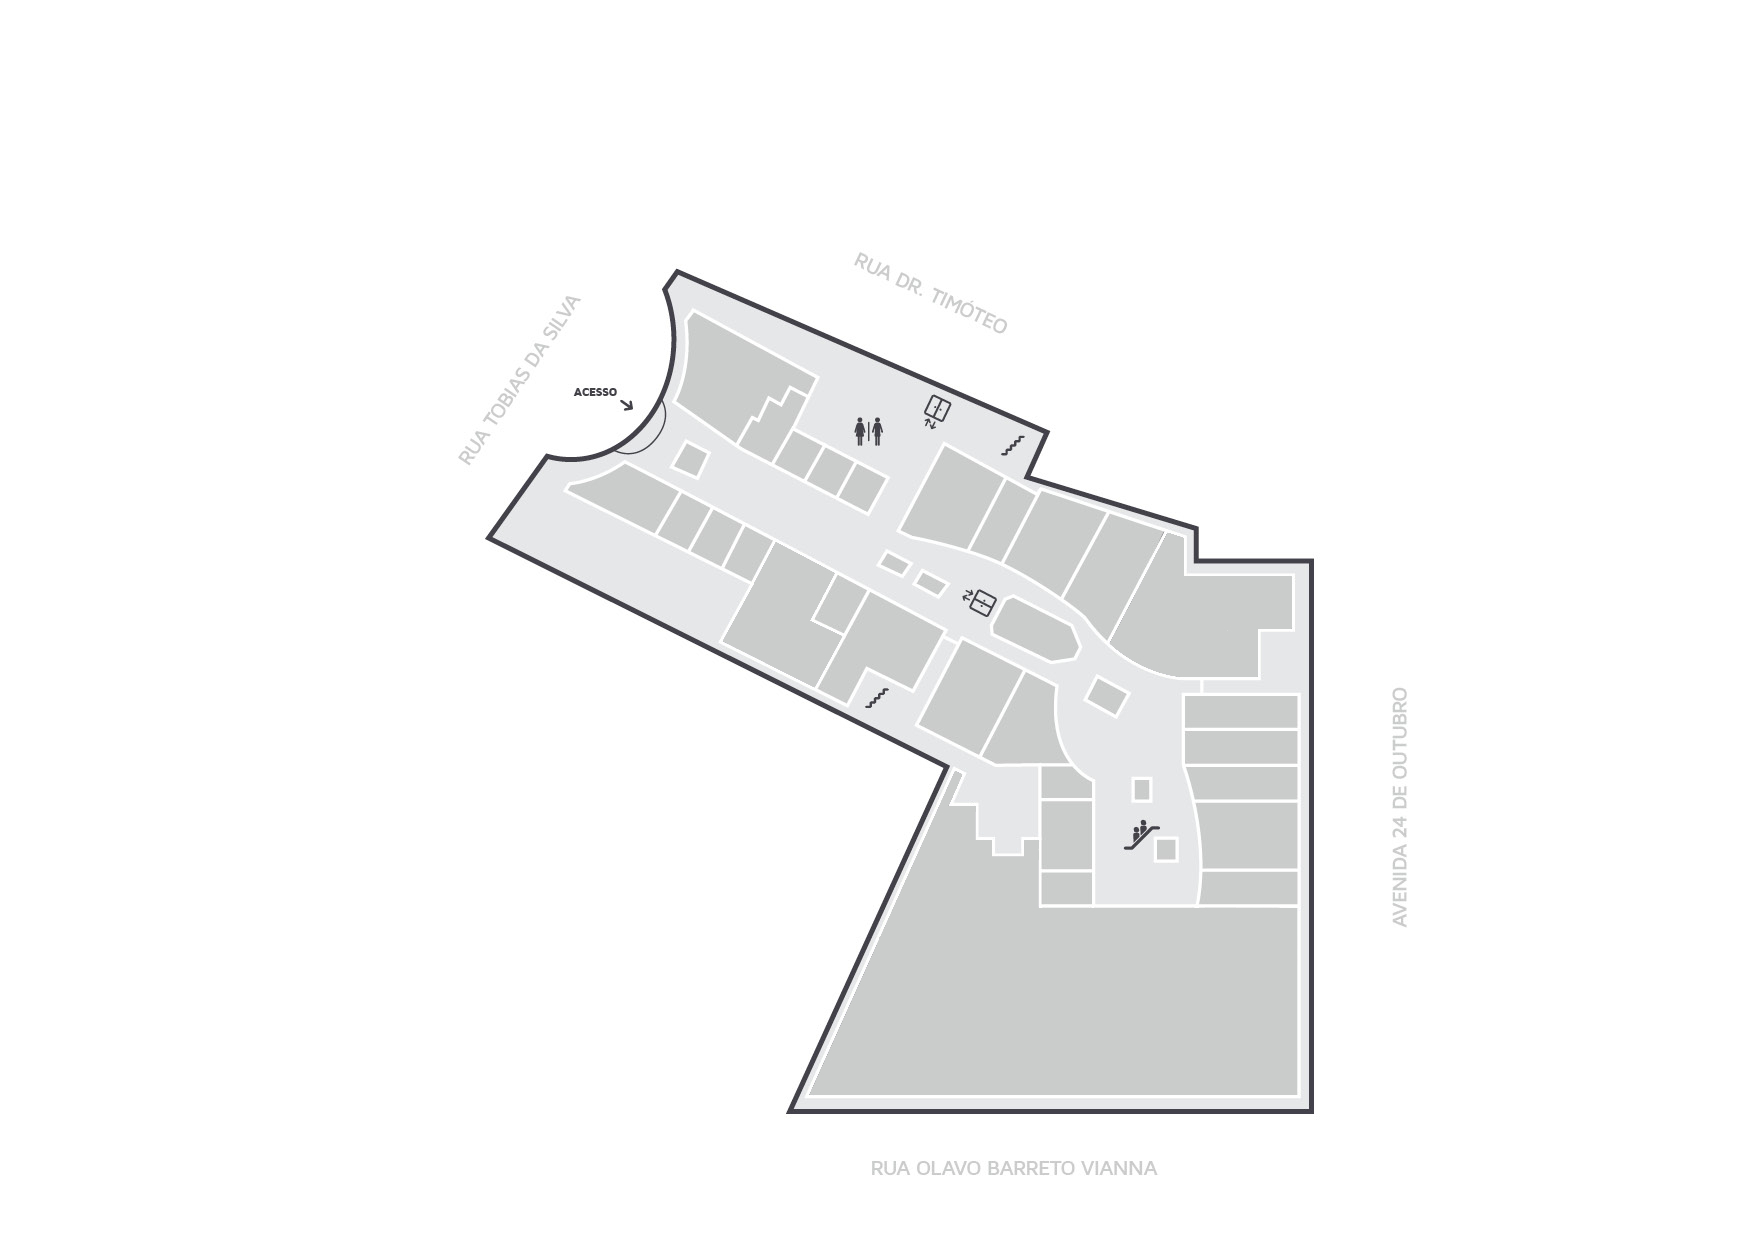 RUA DR. TIMÓTEO
RUA TOBIAS DA SILVA
ACESSO
AVENIDA 24 DE OUTUBRO
RUA OLAVO BARRETO VIANNA